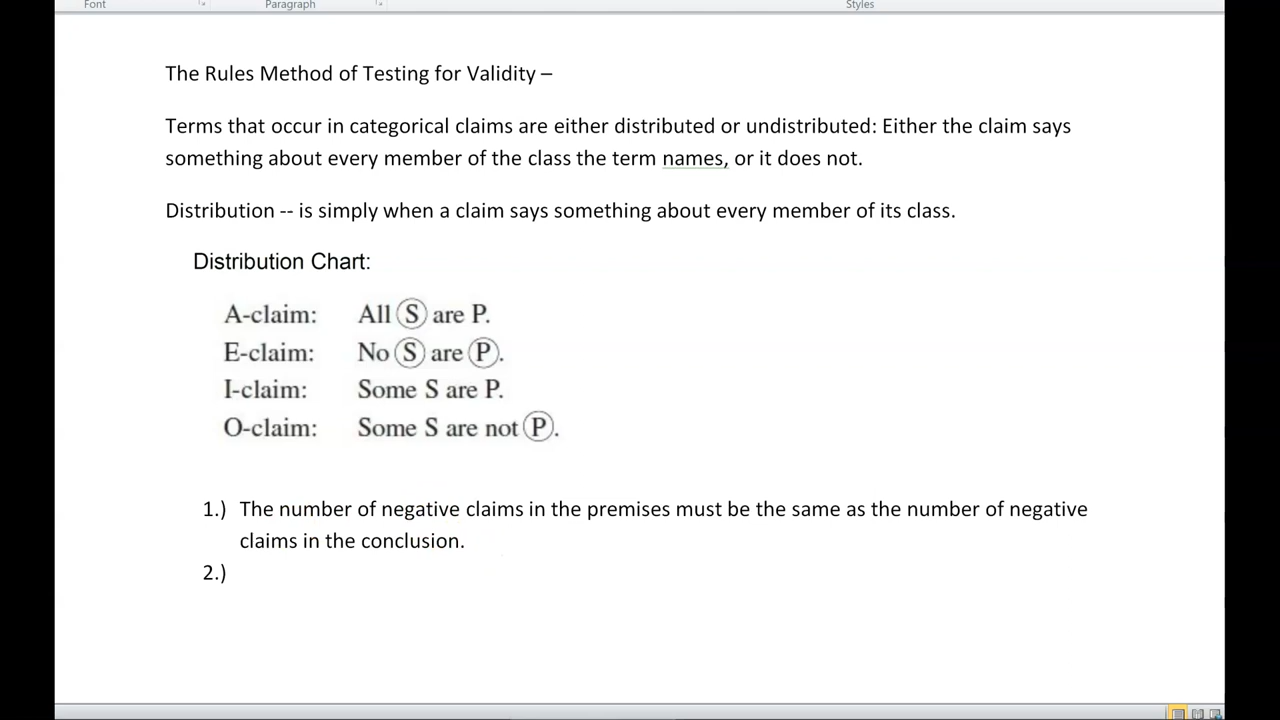 Font Paragraph Styles
The Rules Method of Testing for Validity –
Terms that occur in categorical claims are either distributed or undistributed: Either the claim says
something about every member of the class the term names, or it does not.
Distribution -- is simply when a claim says something about every member of its class.
Distribution Chart:
A-claim: All S are P.
E-claim: No S are P.
I-claim: Some S are P.
O-claim: Some S are not P.
1.) The number of negative claims in the premises must be the same as the number of negative
claims in the conclusion.
2.)